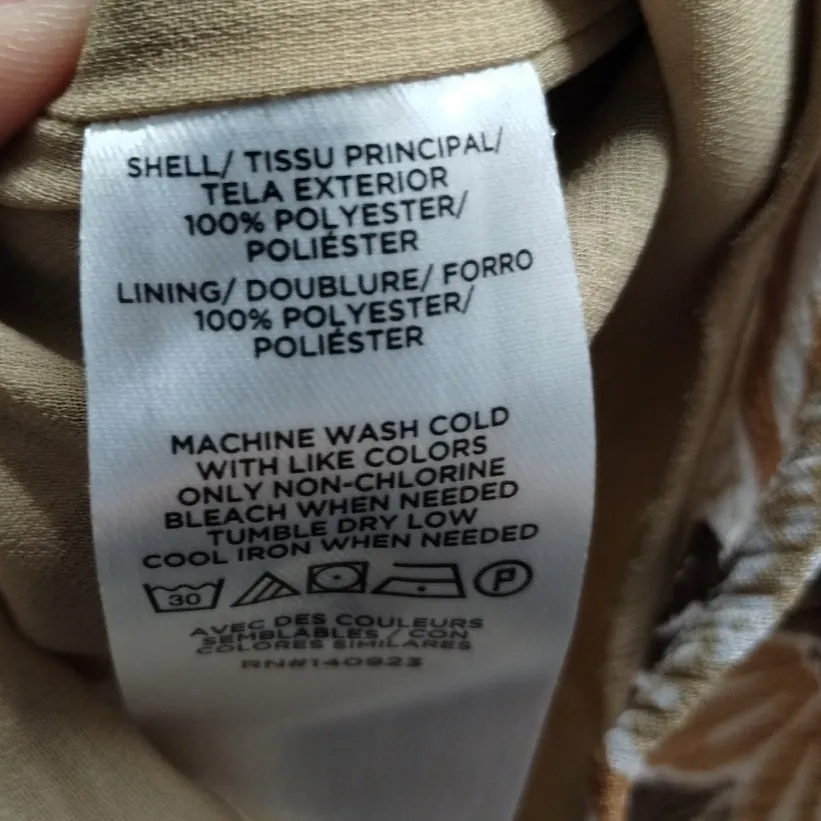 SHELL/ TISSU PRINCIPAL/
TELA EXTERIOR
100% POLYESTER/
POLIÉSTER
LINING/ DOUBLURE/ FORRO
100% POLYESTER/
POLIÉSTER
MACHINE WASH COLD
WITH LIKE COLORS
ONLY NON-CHLORINE
BLEACH WHEN NEEDED
TUMBLE DRY LOW
COOL IRON WHEN NEEDED
30 P
AVEC DES COULEURS
SEMBLABLES / CON
COLORES SIMILARES
RN#140923